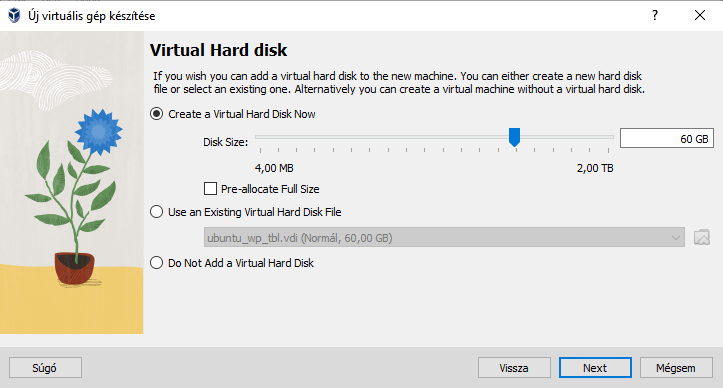 Új virtuális gép készítése
Virtual Hard disk
If you wish you can add a virtual hard disk to the new machine. You can either create a new hard disk
file or select an existing one. Alternatively you can create a virtual machine without a virtual hard disk.
Create a Virtual Hard Disk Now
Disk Size:
60 GB
4,00 MB
2,00 TB
Pre-allocate Full Size
Use an Existing Virtual Hard Disk File
ubuntu_wp_tbl.vdi (Normál, 60,00 GB)
Do Not Add a Virtual Hard Disk
Súgó
Vissza
Next
Mégsem